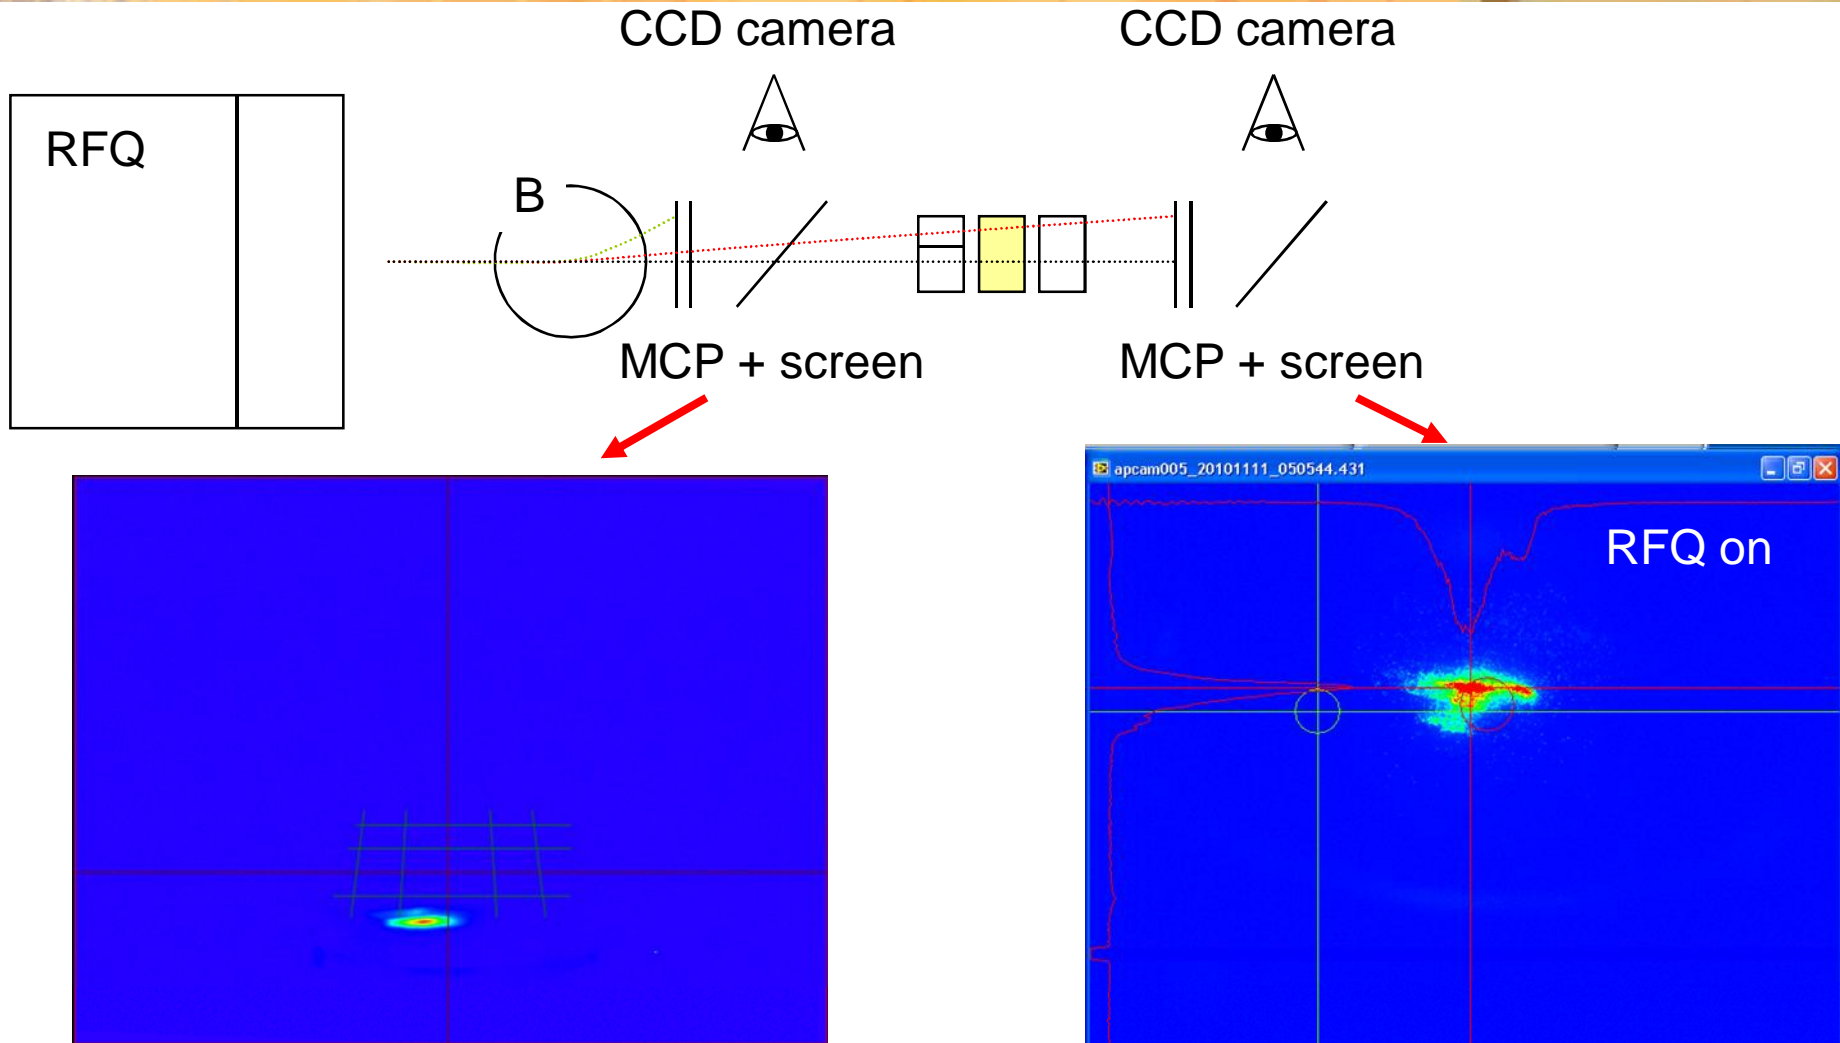 CCD camera
CCD camera
RFQ
B
MCP + screen
MCP + screen
apcam005_20101111_050544.431
RFQ on